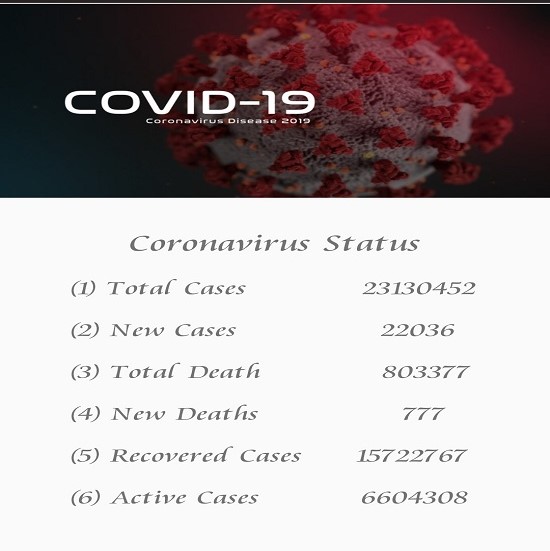 COVID-19
Coronavirus Disease 2019
Coronavirus Status
(1) Total Cases 23130452
(2) New Cases 22036
(3) Total Death 803377
(4) New Deaths 777
(5) Recovered Cases 15722767
(6) Active Cases 6604308